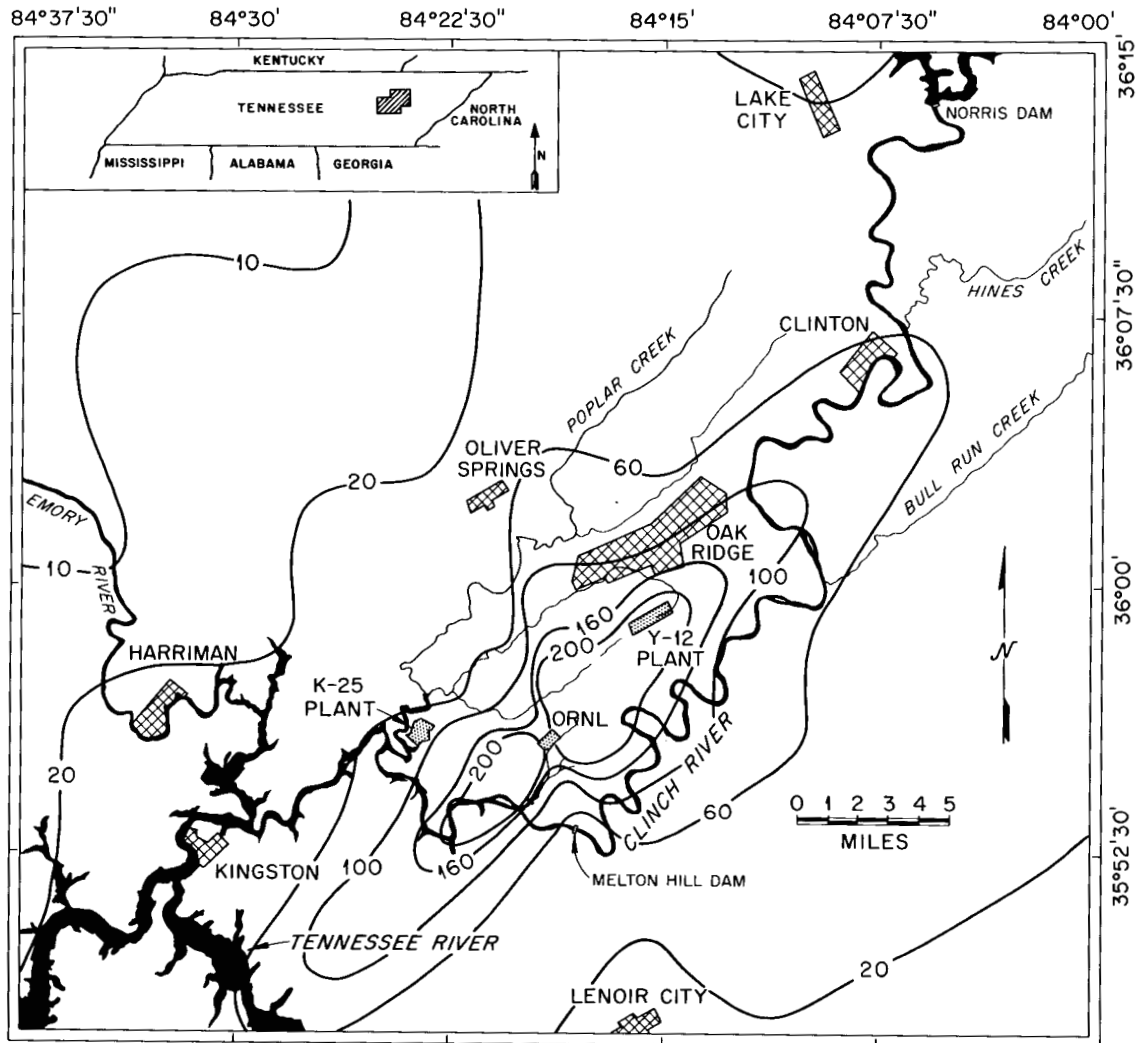 84°37'30"
84°30'
84°22'30"
84°15'
84°07'30"
84°00'
36°15'
36°07'30"
36°00'
35°52'30"
KENTUCKY
TENNESSEE
NORTH
CAROLINA
MISSISSIPPI
ALABAMA
GEORGIA
N
LAKE
CITY
NORRIS DAM
10
HINES CREEK
CLINTON
POPLAR CREEK
BULL RUN CREEK
OLIVER
SPRINGS
60
20
EMORY
RIVER
OAK
RIDGE
100
10
160
200
Y-12
PLANT
N
HARRIMAN
K-25
PLANT
ORNL
200
20
CLINCH RIVER
60
0 1 2 3 4 5
MILES
KINGSTON
100
160
MELTON HILL DAM
TENNESSEE RIVER
20
LENOIR CITY